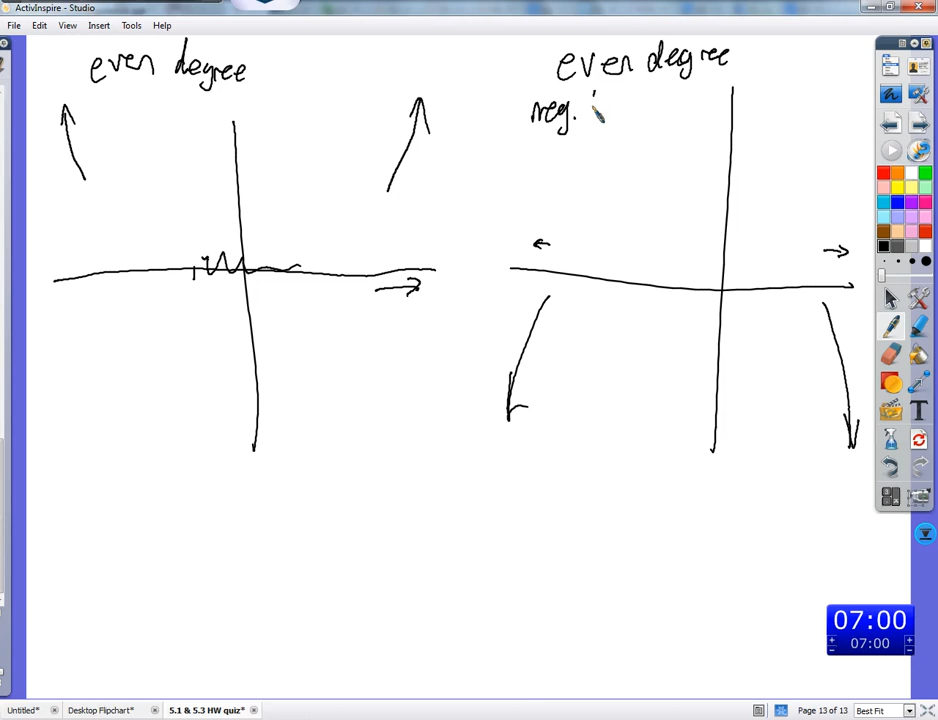 ActivInspire - Studio
File Edit View Insert Tools Help
even degree
even degree
neg.
07:00
07:00
Untitled* Desktop Flipchart* 5.1 & 5.3 HW quiz*
Page 13 of 13 Best Fit